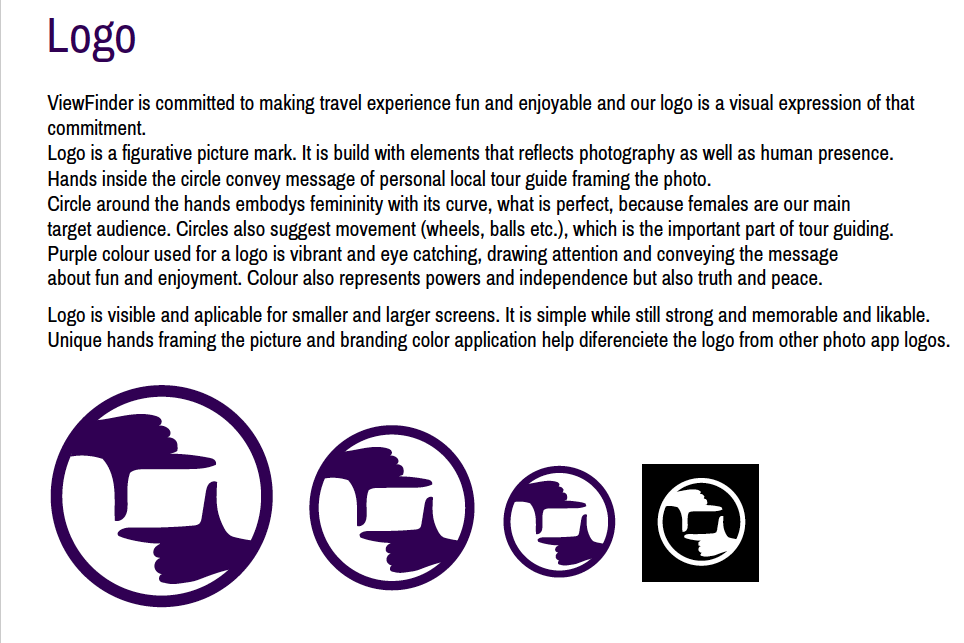 Logo
ViewFinder is committed to making travel experience fun and enjoyable and our logo is a visual expression of that
commitment.
Logo is a figurative picture mark. It is build with elements that reflects photography as well as human presence.
Hands inside the circle convey message of personal local tour guide framing the photo.
Circle around the hands embodys femininity with its curve, what is perfect, because females are our main
target audience. Circles also suggest movement (wheels, balls etc.), which is the important part of tour guiding.
Purple colour used for a logo is vibrant and eye catching, drawing attention and conveying the message
about fun and enjoyment. Colour also represents powers and independence but also truth and peace.
Logo is visible and aplicable for smaller and larger screens. It is simple while still strong and memorable and likable.
Unique hands framing the picture and branding color application help diferenciete the logo from other photo app logos.